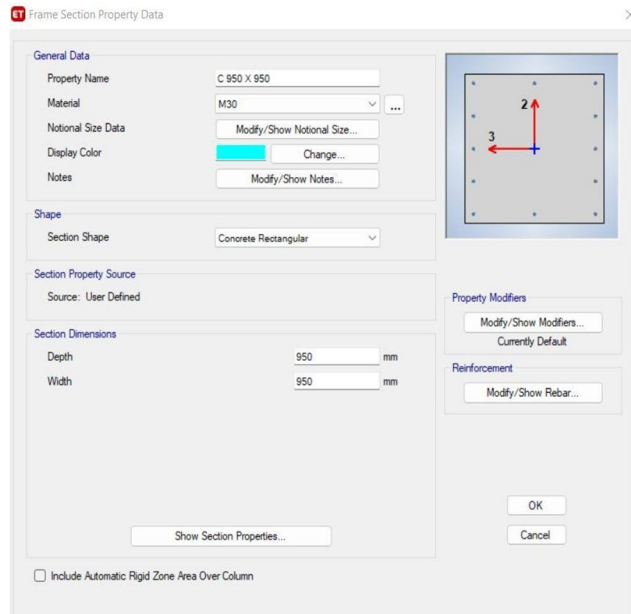 ET Frame Section Property Data
General Data
Property Name C 950 X 950
Material M30 ...
Notional Size Data Modify/Show Notional Size...
Display Color Change...
Notes Modify/Show Notes...
2
3
Shape
Section Shape Concrete Rectangular
Section Property Source
Source: User Defined
Section Dimensions
Depth 950 mm
Width 950 mm
Show Section Properties...
Include Automatic Rigid Zone Area Over Column
Property Modifiers
Modify/Show Modifiers...
Currently Default
Reinforcement
Modify/Show Rebar...
OK
Cancel